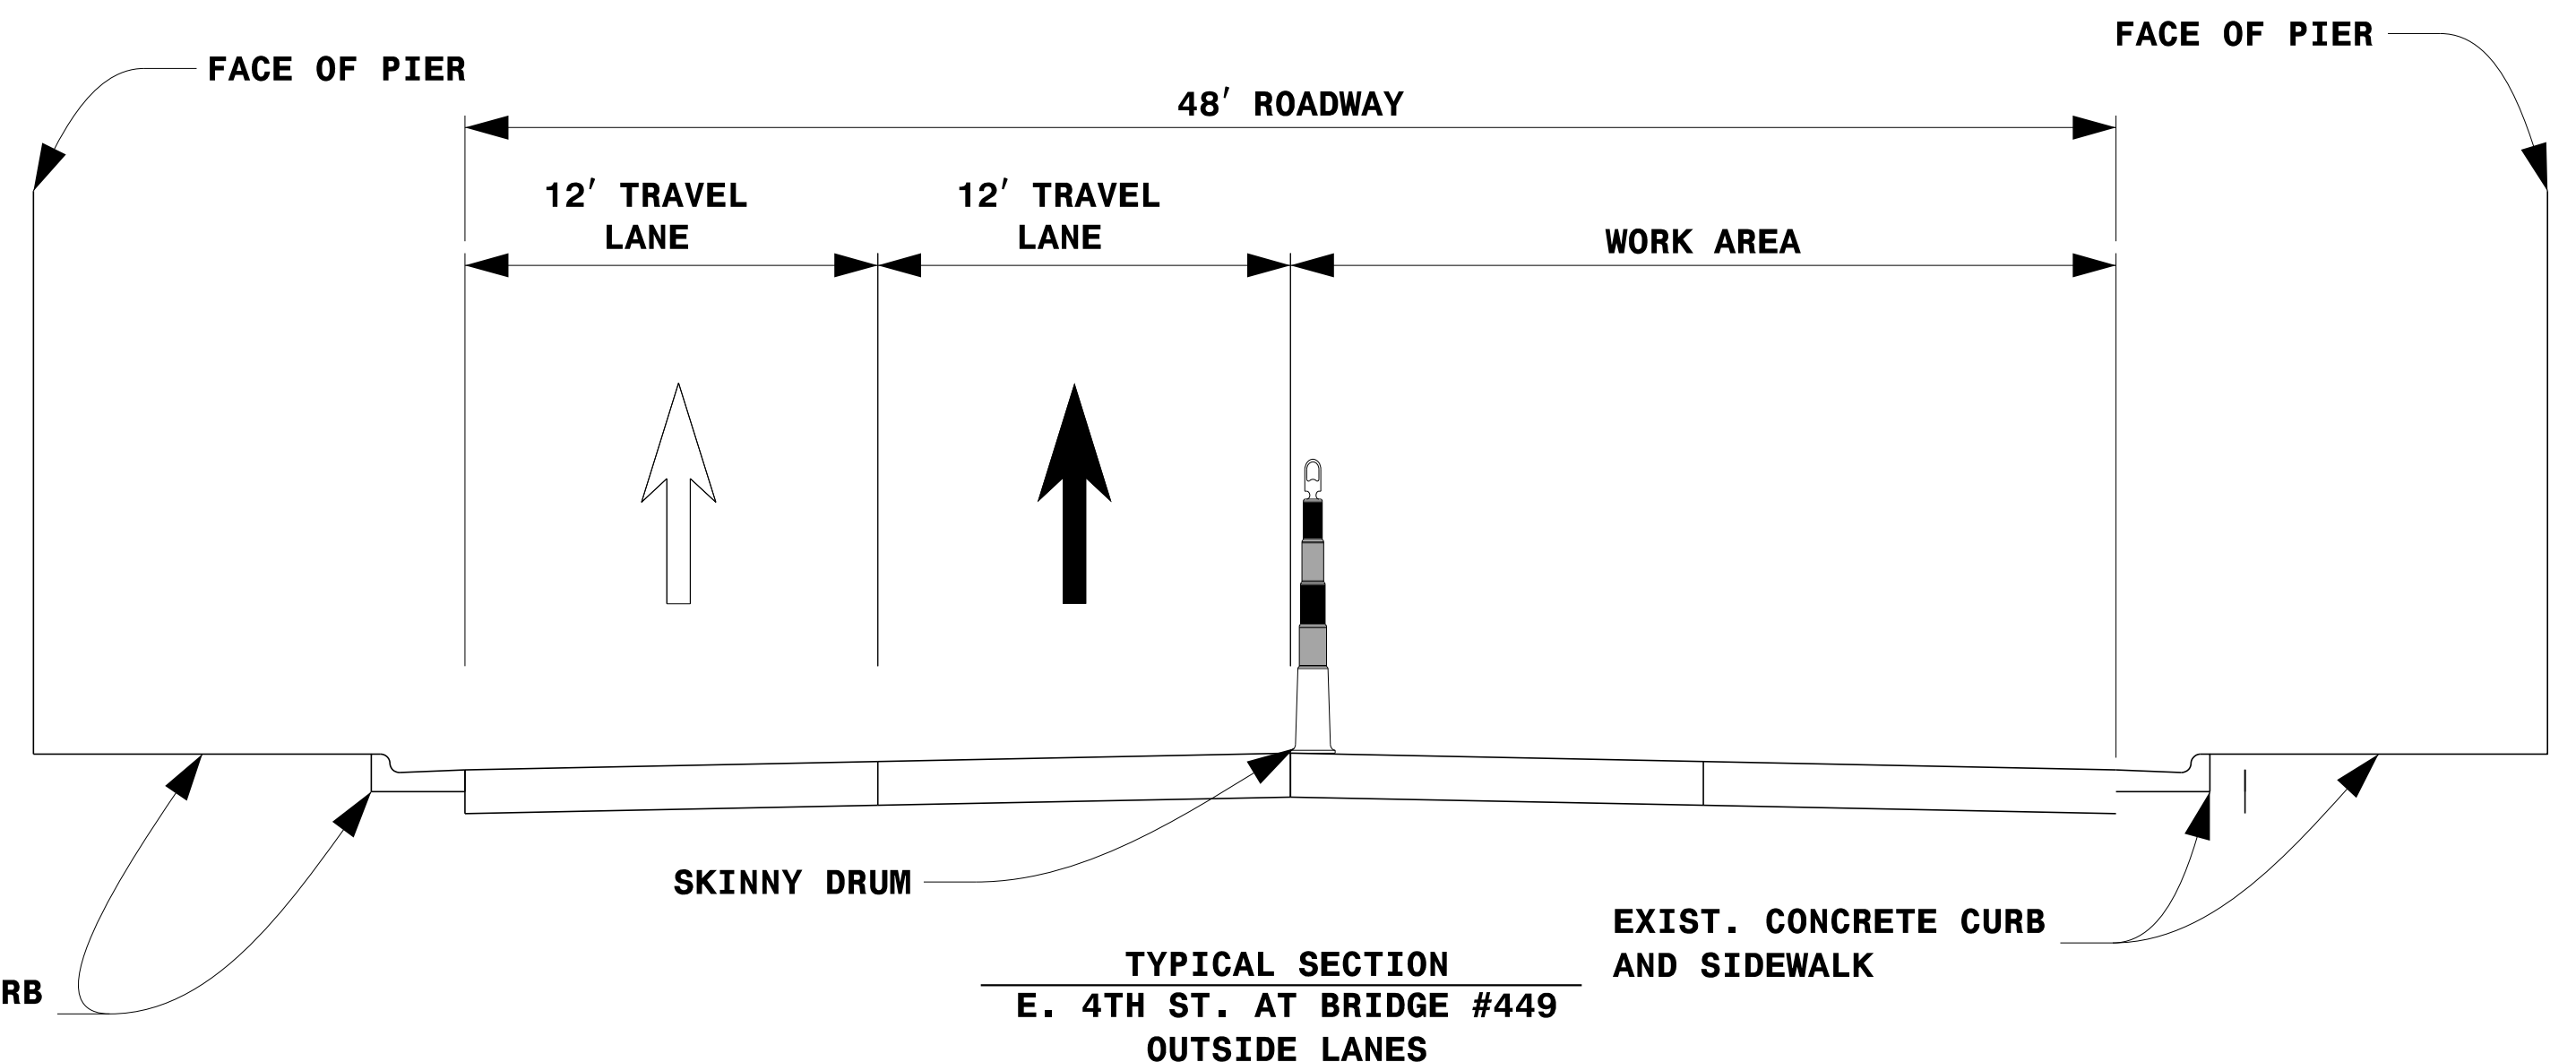 FACE OF PIER
FACE OF PIER
48' ROADWAY
12' TRAVEL
LANE
12' TRAVEL
LANE
WORK AREA
SKINNY DRUM
EXIST. CONCRETE CURB
AND SIDEWALK
RB
TYPICAL SECTION
E. 4TH ST. AT BRIDGE #449
OUTSIDE LANES